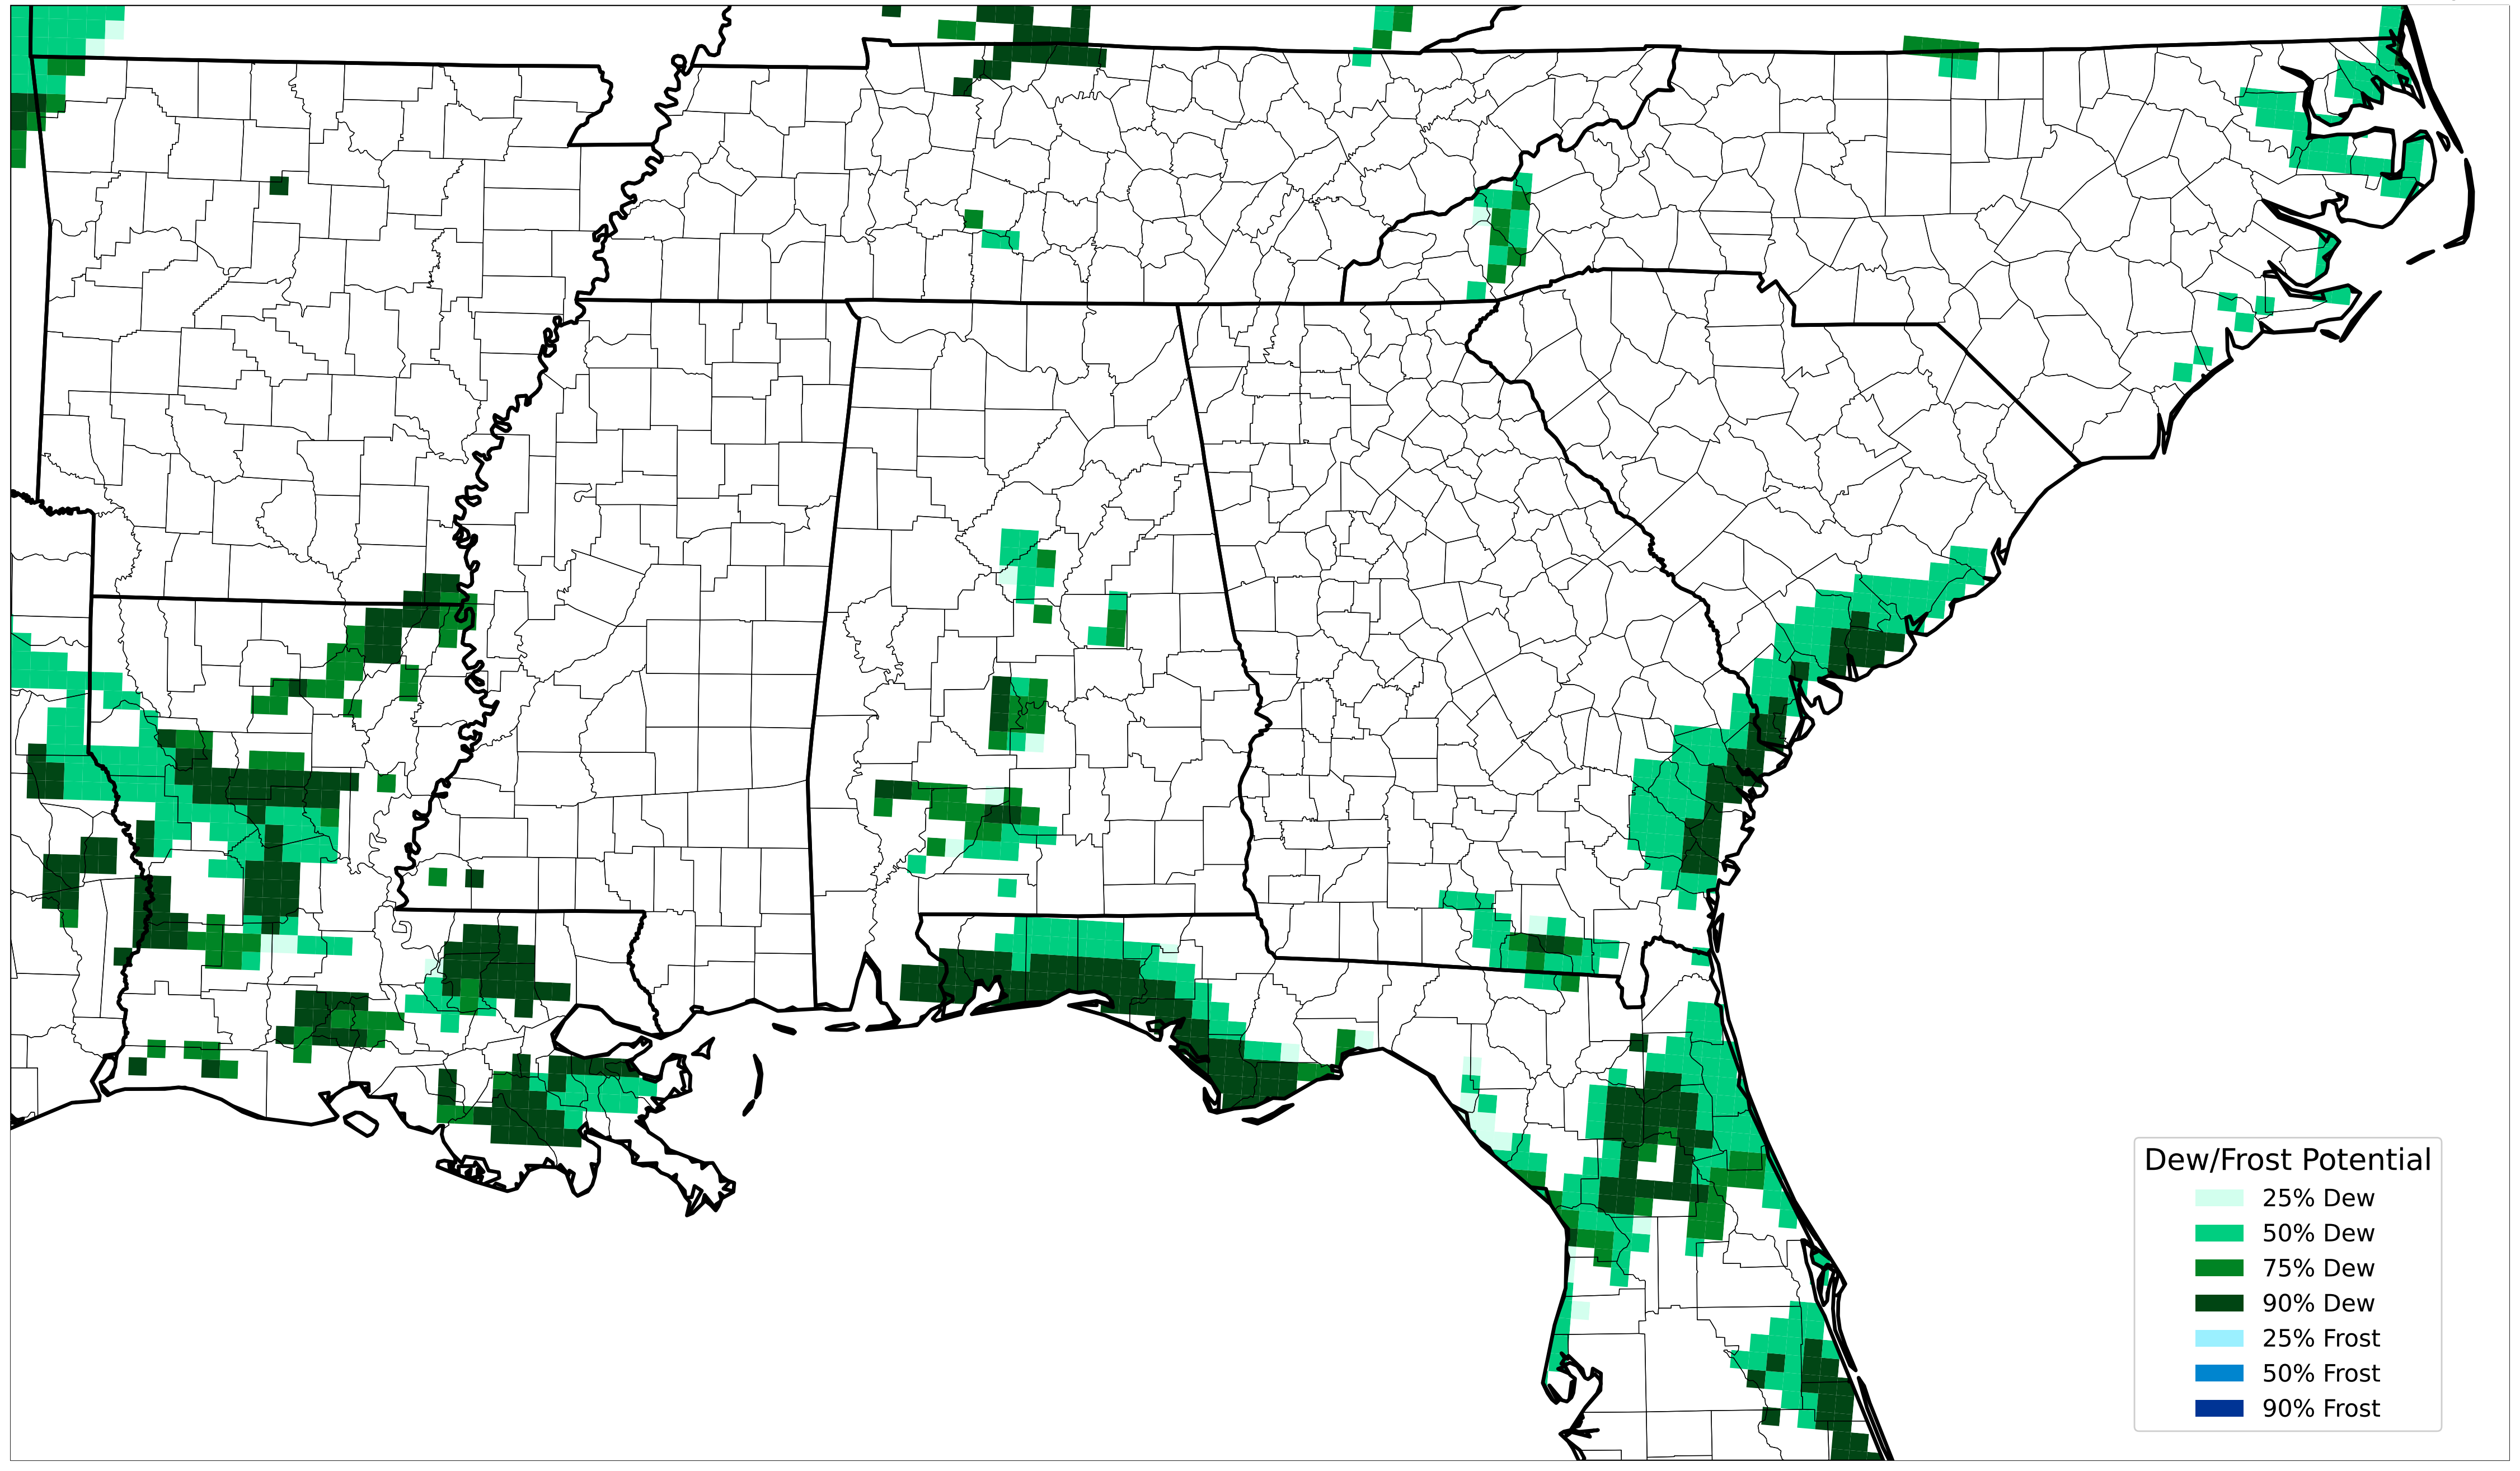 Dew/Frost Potential
25% Dew
50% Dew
75% Dew
90% Dew
25% Frost
50% Frost
90% Frost